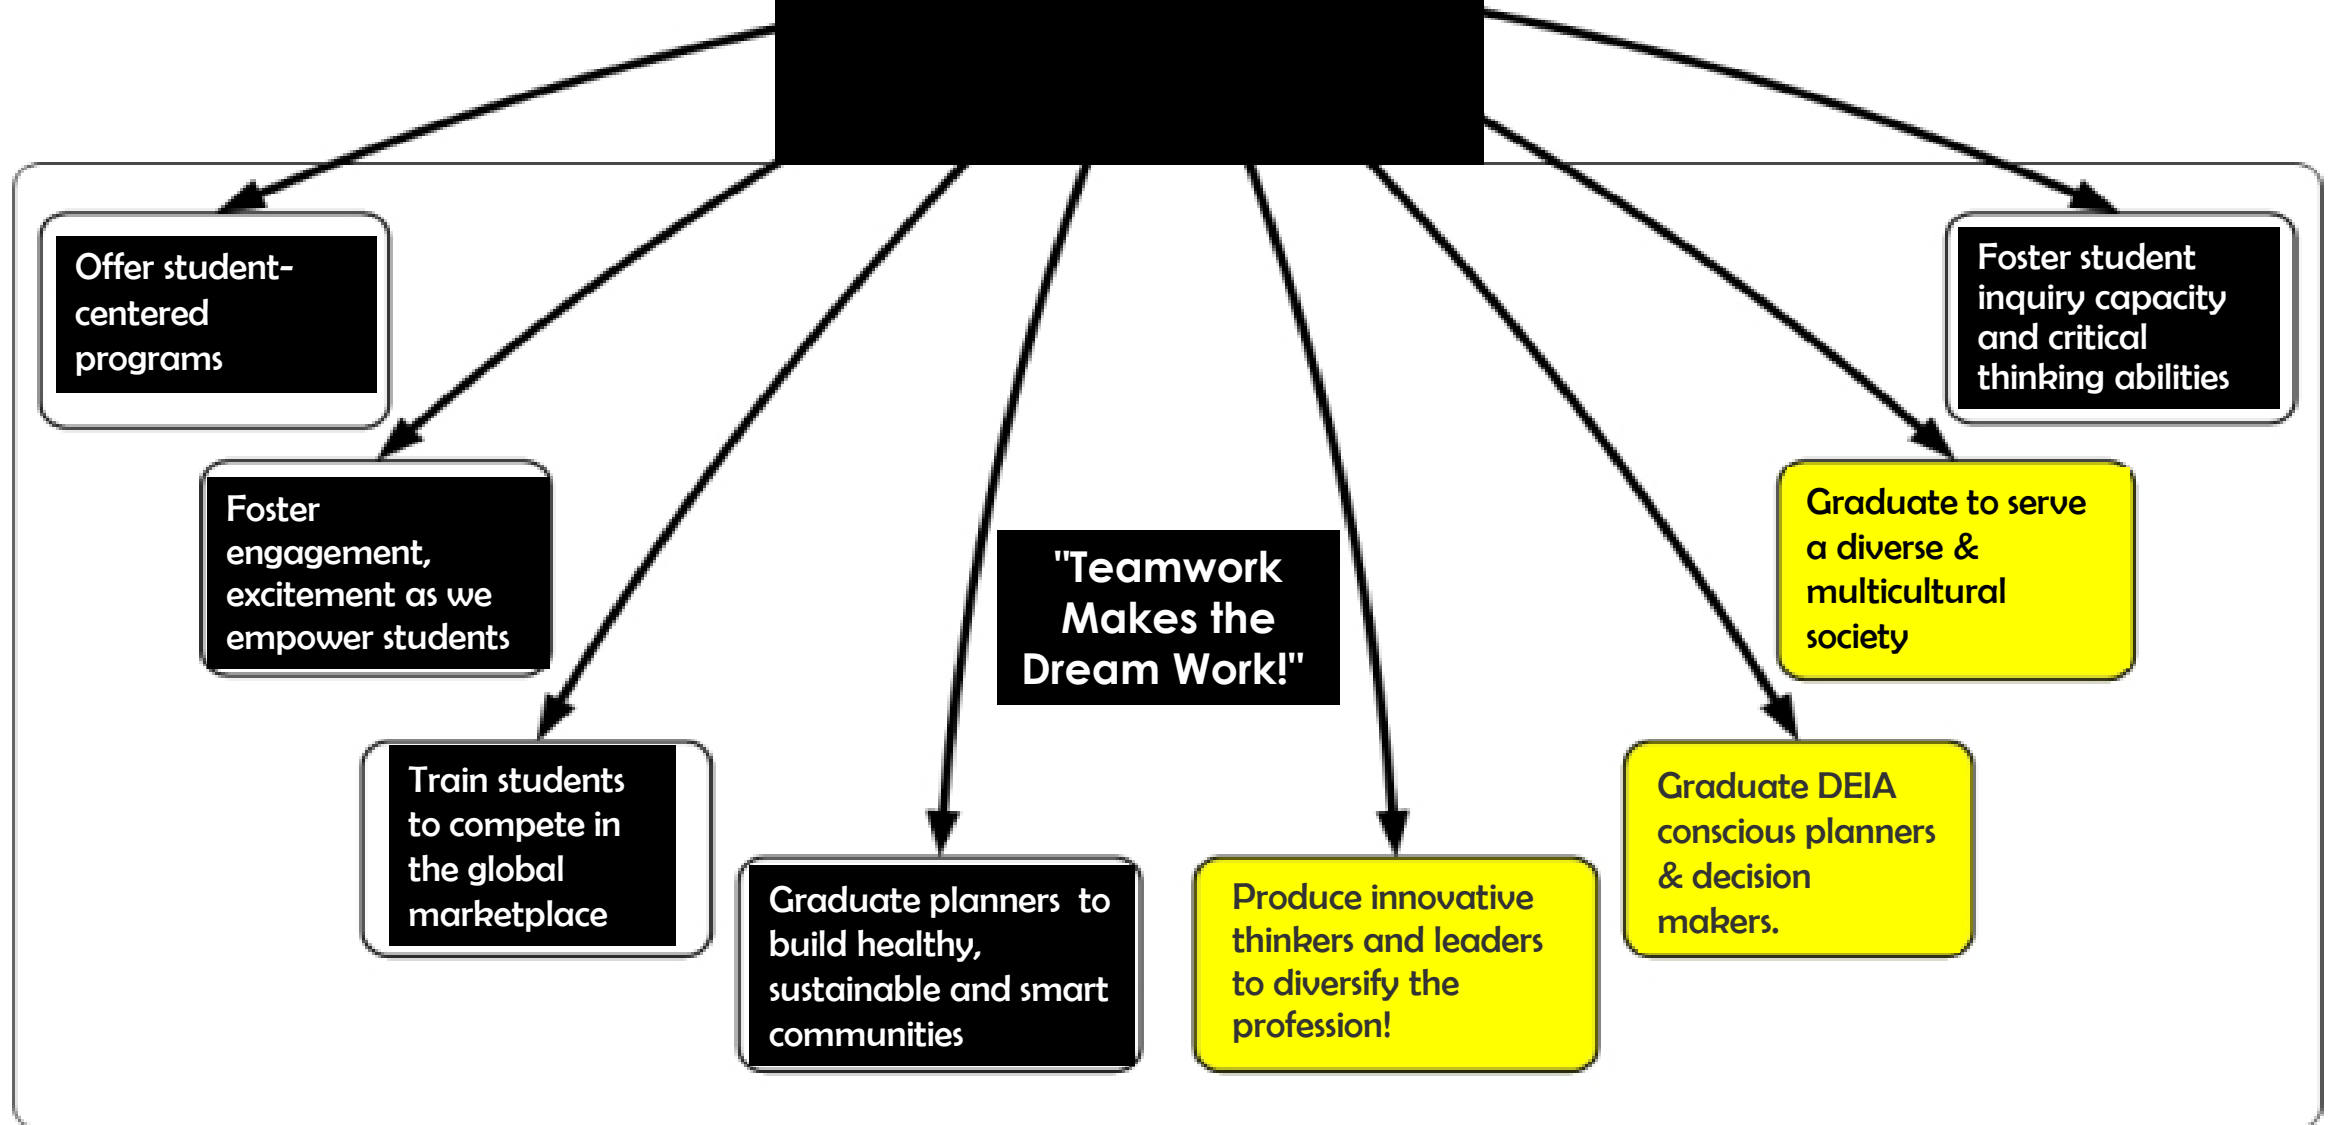 Offer student-
centered
programs
Foster
engagement,
excitement as we
empower students
Train students
to compete in
the global
marketplace
Graduate planners  to
build healthy,
sustainable and smart
communities
"Teamwork
Makes the
Dream Work!"
Produce innovative
thinkers and leaders
to diversify the
profession!
Graduate DEIA
conscious planners
& decision
makers.
Graduate to serve
a diverse &
multicultural
society
Foster student
inquiry capacity
and critical
thinking abilities